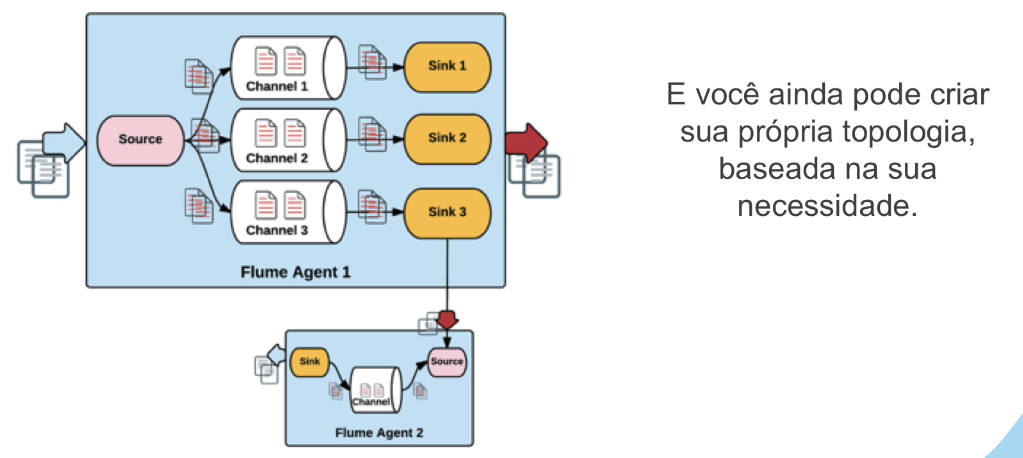 Source
Channel 1
Channel 2
Channel 3
Sink 1
Sink 2
Sink 3
Flume Agent 1
Sink
Channel
Source
Flume Agent 2
E você ainda pode criar
sua própria topologia,
baseada na sua
necessidade.